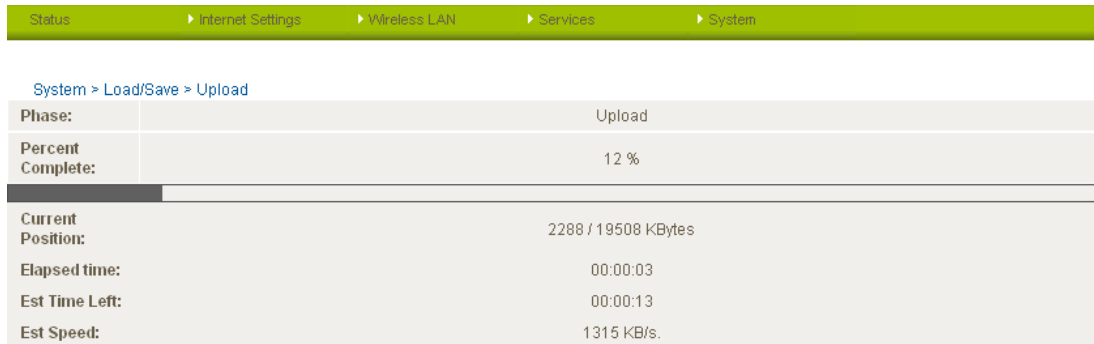 Status Internet Settings Wireless LAN Services System
System > Load/Save > Upload
Phase: Upload
Percent
Complete: 12 %
Current
Position: 2288 / 19508 KBytes
Elapsed time: 00:00:03
Est Time Left: 00:00:13
Est Speed: 1315 KB/s.